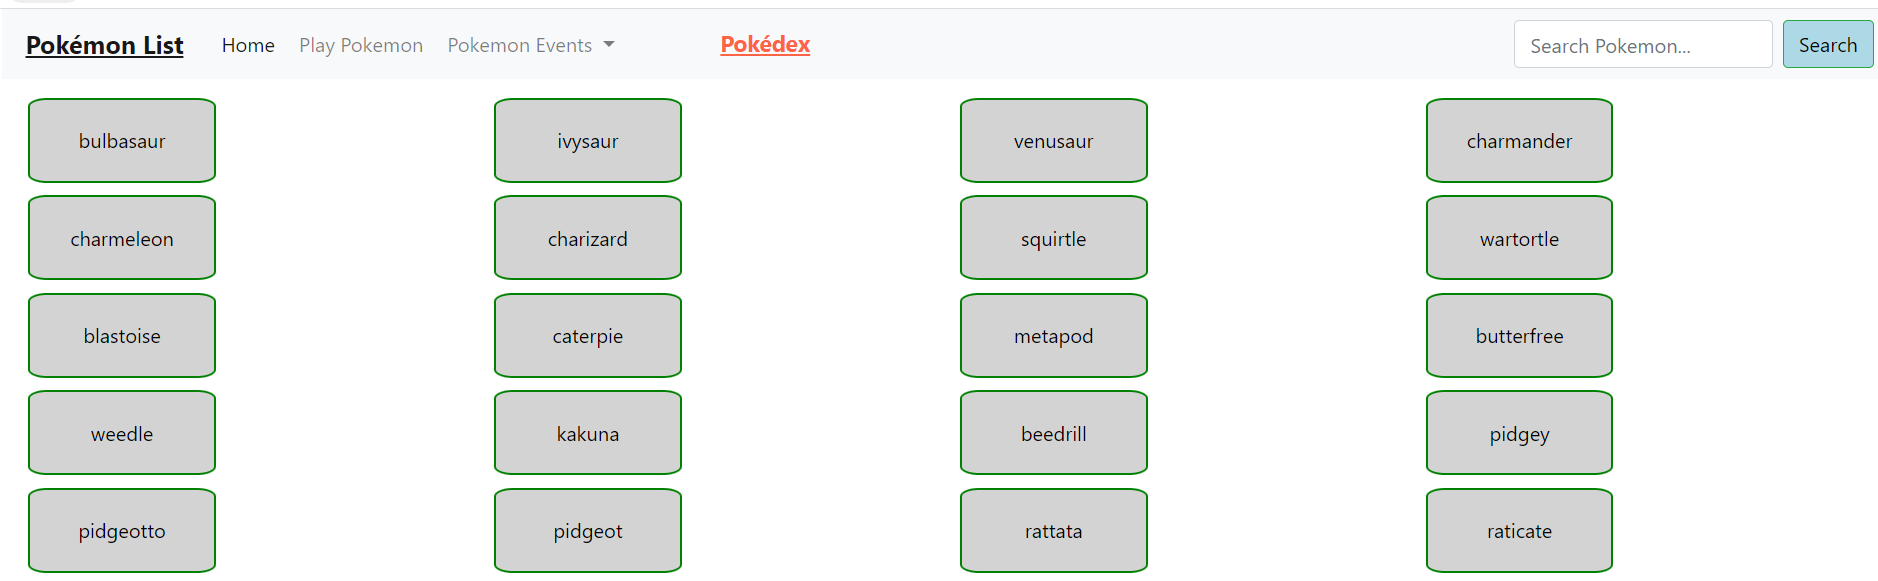 Pokémon List Home Play Pokemon Pokemon Events Pokédex Search Pokemon... Search
bulbasaur ivysaur venusaur charmander
charmeleon charizard squirtle wartortle
blastoise caterpie metapod butterfree
weedle kakuna beedrill pidgey
pidgeotto pidgeot rattata raticate